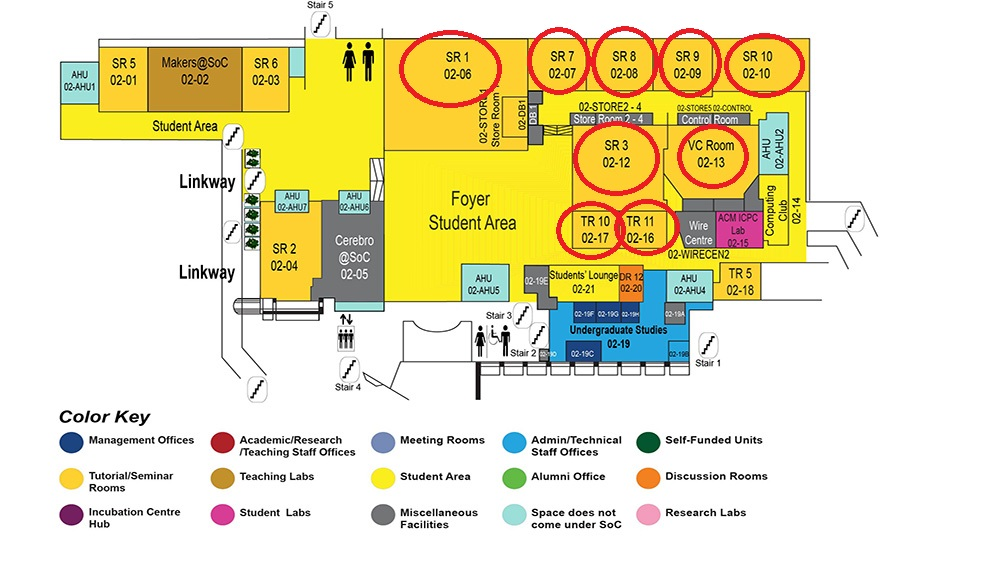 Stair 5
AHU
02-AHU1
SR 5
02-01
Makers@SoC
02-02
SR 6
02-03
Student Area
SR 1
02-06
02-STORE1
Store Room 1
02-DB1
DB 1
SR 7
02-07
SR 8
02-08
SR 9
02-09
SR 10
02-10
02-STORE2 - 4
Store Room 2 - 4
02-STORE5 02-CONTROL
Control Room
SR 3
02-12
VC Room
02-13
AHU
02-AHU2
Linkway
AHU
02-AHU7
AHU
02-AHU6
Foyer
Student Area
TR 10
02-17
TR 11
02-16
Wire
Centre
02-WIRECEN2
ACM ICPC
Lab
02-15
Computing
Club
02-14
Linkway
SR 2
02-04
Cerebro
@SoC
02-05
AHU
02-AHU5
02-19E
Students' Lounge
02-21
DR 12
02-20
AHU
02-AHU4
TR 5
02-18
02-19F
02-19G
02-19H
02-19A
Undergraduate Studies
02-19
Stair 3
Stair 2
02-19D
02-19C
02-19B
Stair 1
Stair 4
Color Key
Management Offices
Academic/Research
/Teaching Staff Offices
Meeting Rooms
Admin/Technical
Staff Offices
Self-Funded Units
Tutorial/Seminar
Rooms
Teaching Labs
Student Area
Alumni Office
Discussion Rooms
Incubation Centre
Hub
Student Labs
Miscellaneous
Facilities
Space does not
come under SoC
Research Labs